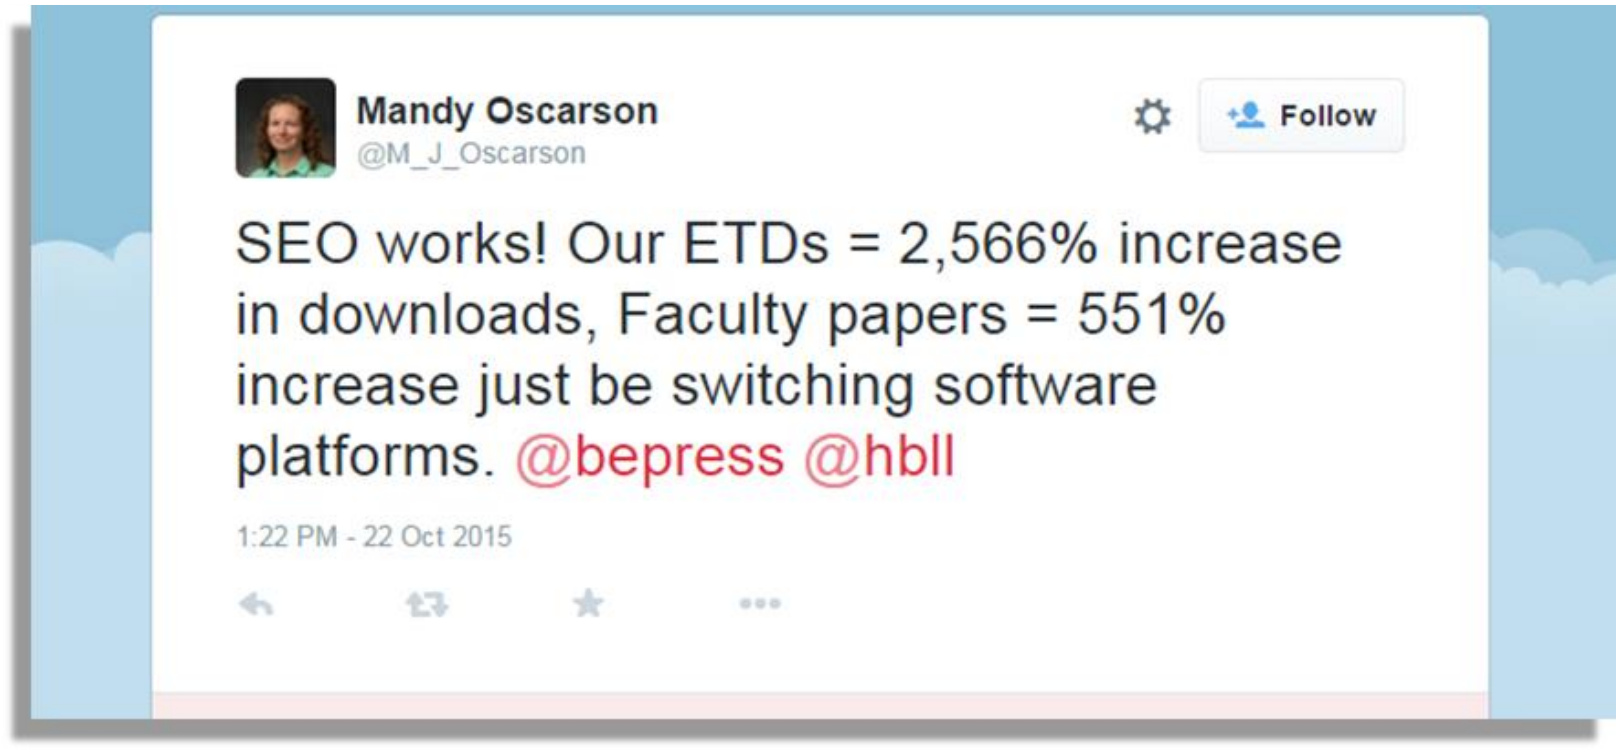 Mandy Oscarson
@M_J_Oscarson
Follow
SEO works! Our ETDs = 2,566% increase
in downloads, Faculty papers = 551%
increase just be switching software
platforms. @bepress @hbll
1:22 PM - 22 Oct 2015